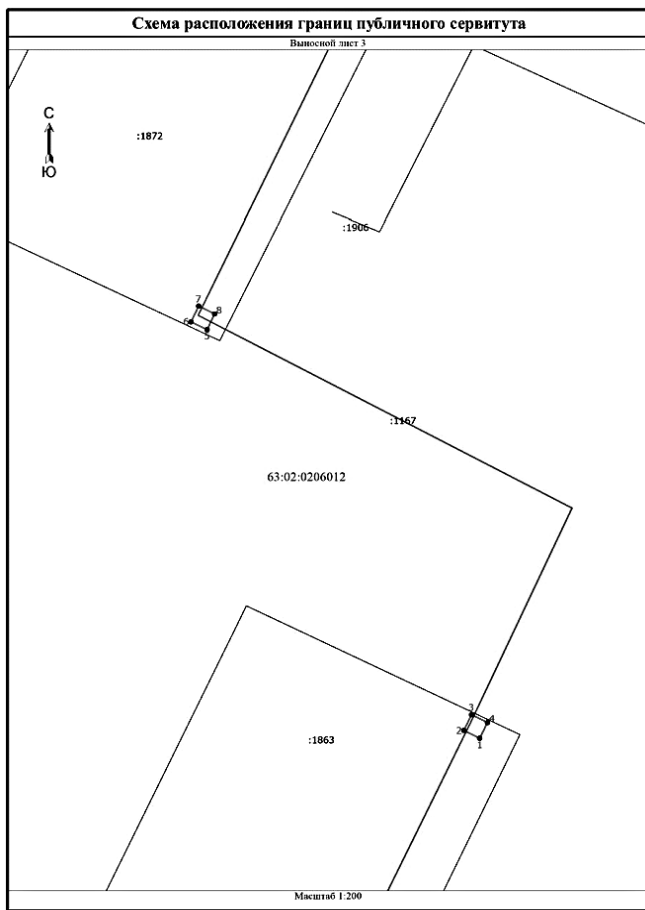 Схема расположения границ публичного сервитута
Выносной лист 3
С
Ю
:1872
:1906
7
8
6
5
:1167
63:02:0206012
3
4
2
1
:1863
Масштаб 1:200